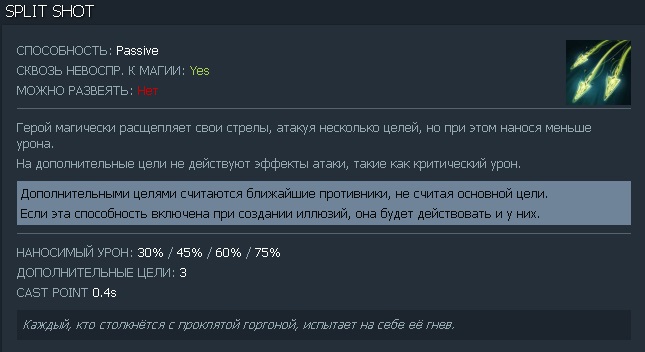 SPLIT SHOT
СПОСОБНОСТЬ: Passive
СКВОЗЬ НЕВОСПР. К МАГИИ: Yes
МОЖНО РАЗВЕЯТЬ: Нет
Герой магически расщепляет свои стрелы, атакуя несколько целей, но при этом нанося меньше
урона.
На дополнительные цели не действуют эффекты атаки, такие как критический урон.
Дополнительными целями считаются ближайшие противники, не считая основной цели.
Если эта способность включена при создании иллюзий, она будет действовать и у них.
НАНОСИМЫЙ УРОН: 30% / 45% / 60% / 75%
ДОПОЛНИТЕЛЬНЫЕ ЦЕЛИ: 3
CAST POINT 0.4s
Каждый, кто столкнётся с проклятой горгоной, испытает на себе её гнев.